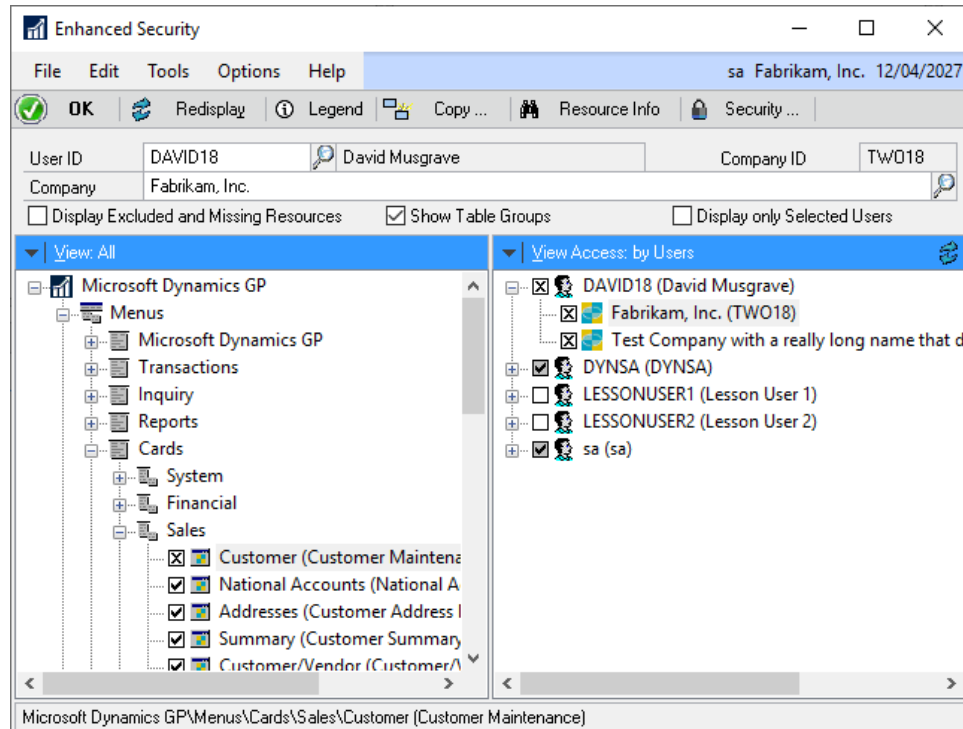 Enhanced Security
File Edit Tools Options Help sa Fabrikam, Inc. 12/04/2027
OK Redisplay Legend Copy ... Resource Info Security ...
User ID DAVID18 David Musgrave Company ID TWO18
Company Fabrikam, Inc.
Display Excluded and Missing Resources Show Table Groups Display only Selected Users
View: All
Microsoft Dynamics GP
Menus
Microsoft Dynamics GP
Transactions
Inquiry
Reports
Cards
System
Financial
Sales
Customer (Customer Maintena
National Accounts (National A
Addresses (Customer Address
Summary (Customer Summary
Customer/Vendor (Customer/
View Access: by Users
DAVID18 (David Musgrave)
Fabrikam, Inc. (TWO18)
Test Company with a really long name that d
DYNSA (DYNSA)
LESSONUSER1 (Lesson User 1)
LESSONUSER2 (Lesson User 2)
sa (sa)
Microsoft Dynamics GP\Menus\Cards\Sales\Customer (Customer Maintenance)